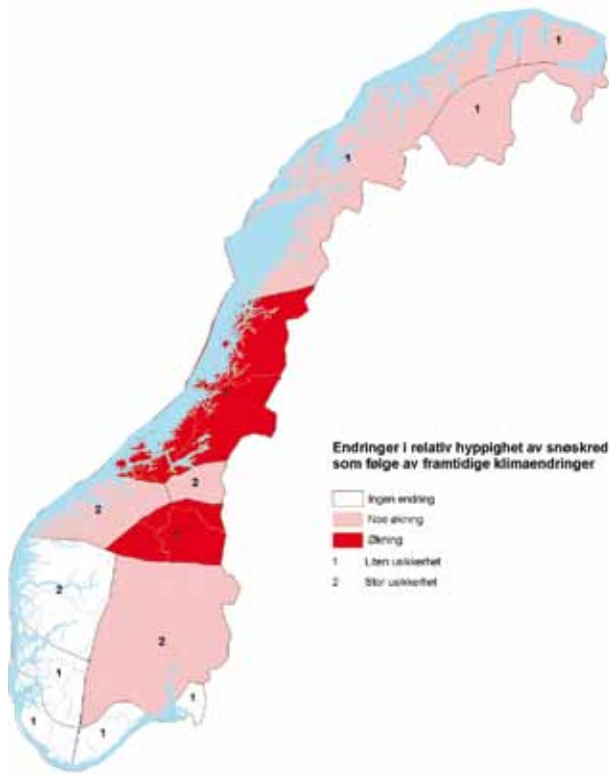 1
1
1
2
2
2
2
1
1
1
1
Endringer i relativ hyppighet av snøskred
som følge av framtidige klimaendringer
Ingen endring
Noe økning
Økning
1 Liten usikkerhet
2 Stor usikkerhet